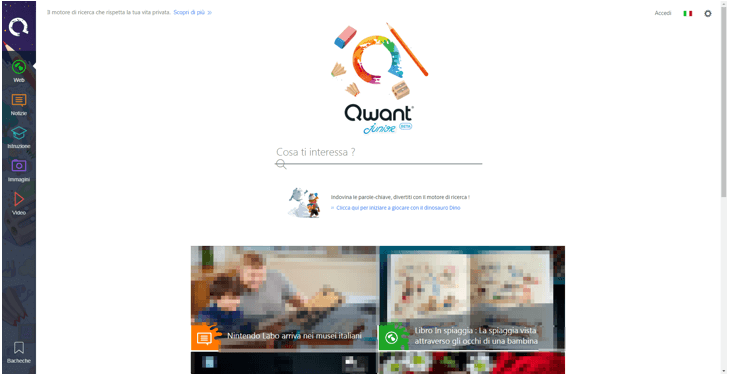 Il motore di ricerca che rispetta la tua vita privata. Scopri di più »
Accedi
Web
Notizie
Istruzione
Immagini
Video
Bacheche
Qwant
Junior BETA
Cosa ti interessa ?
Indovina le parole-chiave, divertiti con il motore di ricerca !
> Clicca qui per iniziare a giocare con il dinosauro Dino
Nintendo Labo arriva nei musei italiani
Libro In spiaggia : La spiaggia vista
attraverso gli occhi di una bambina